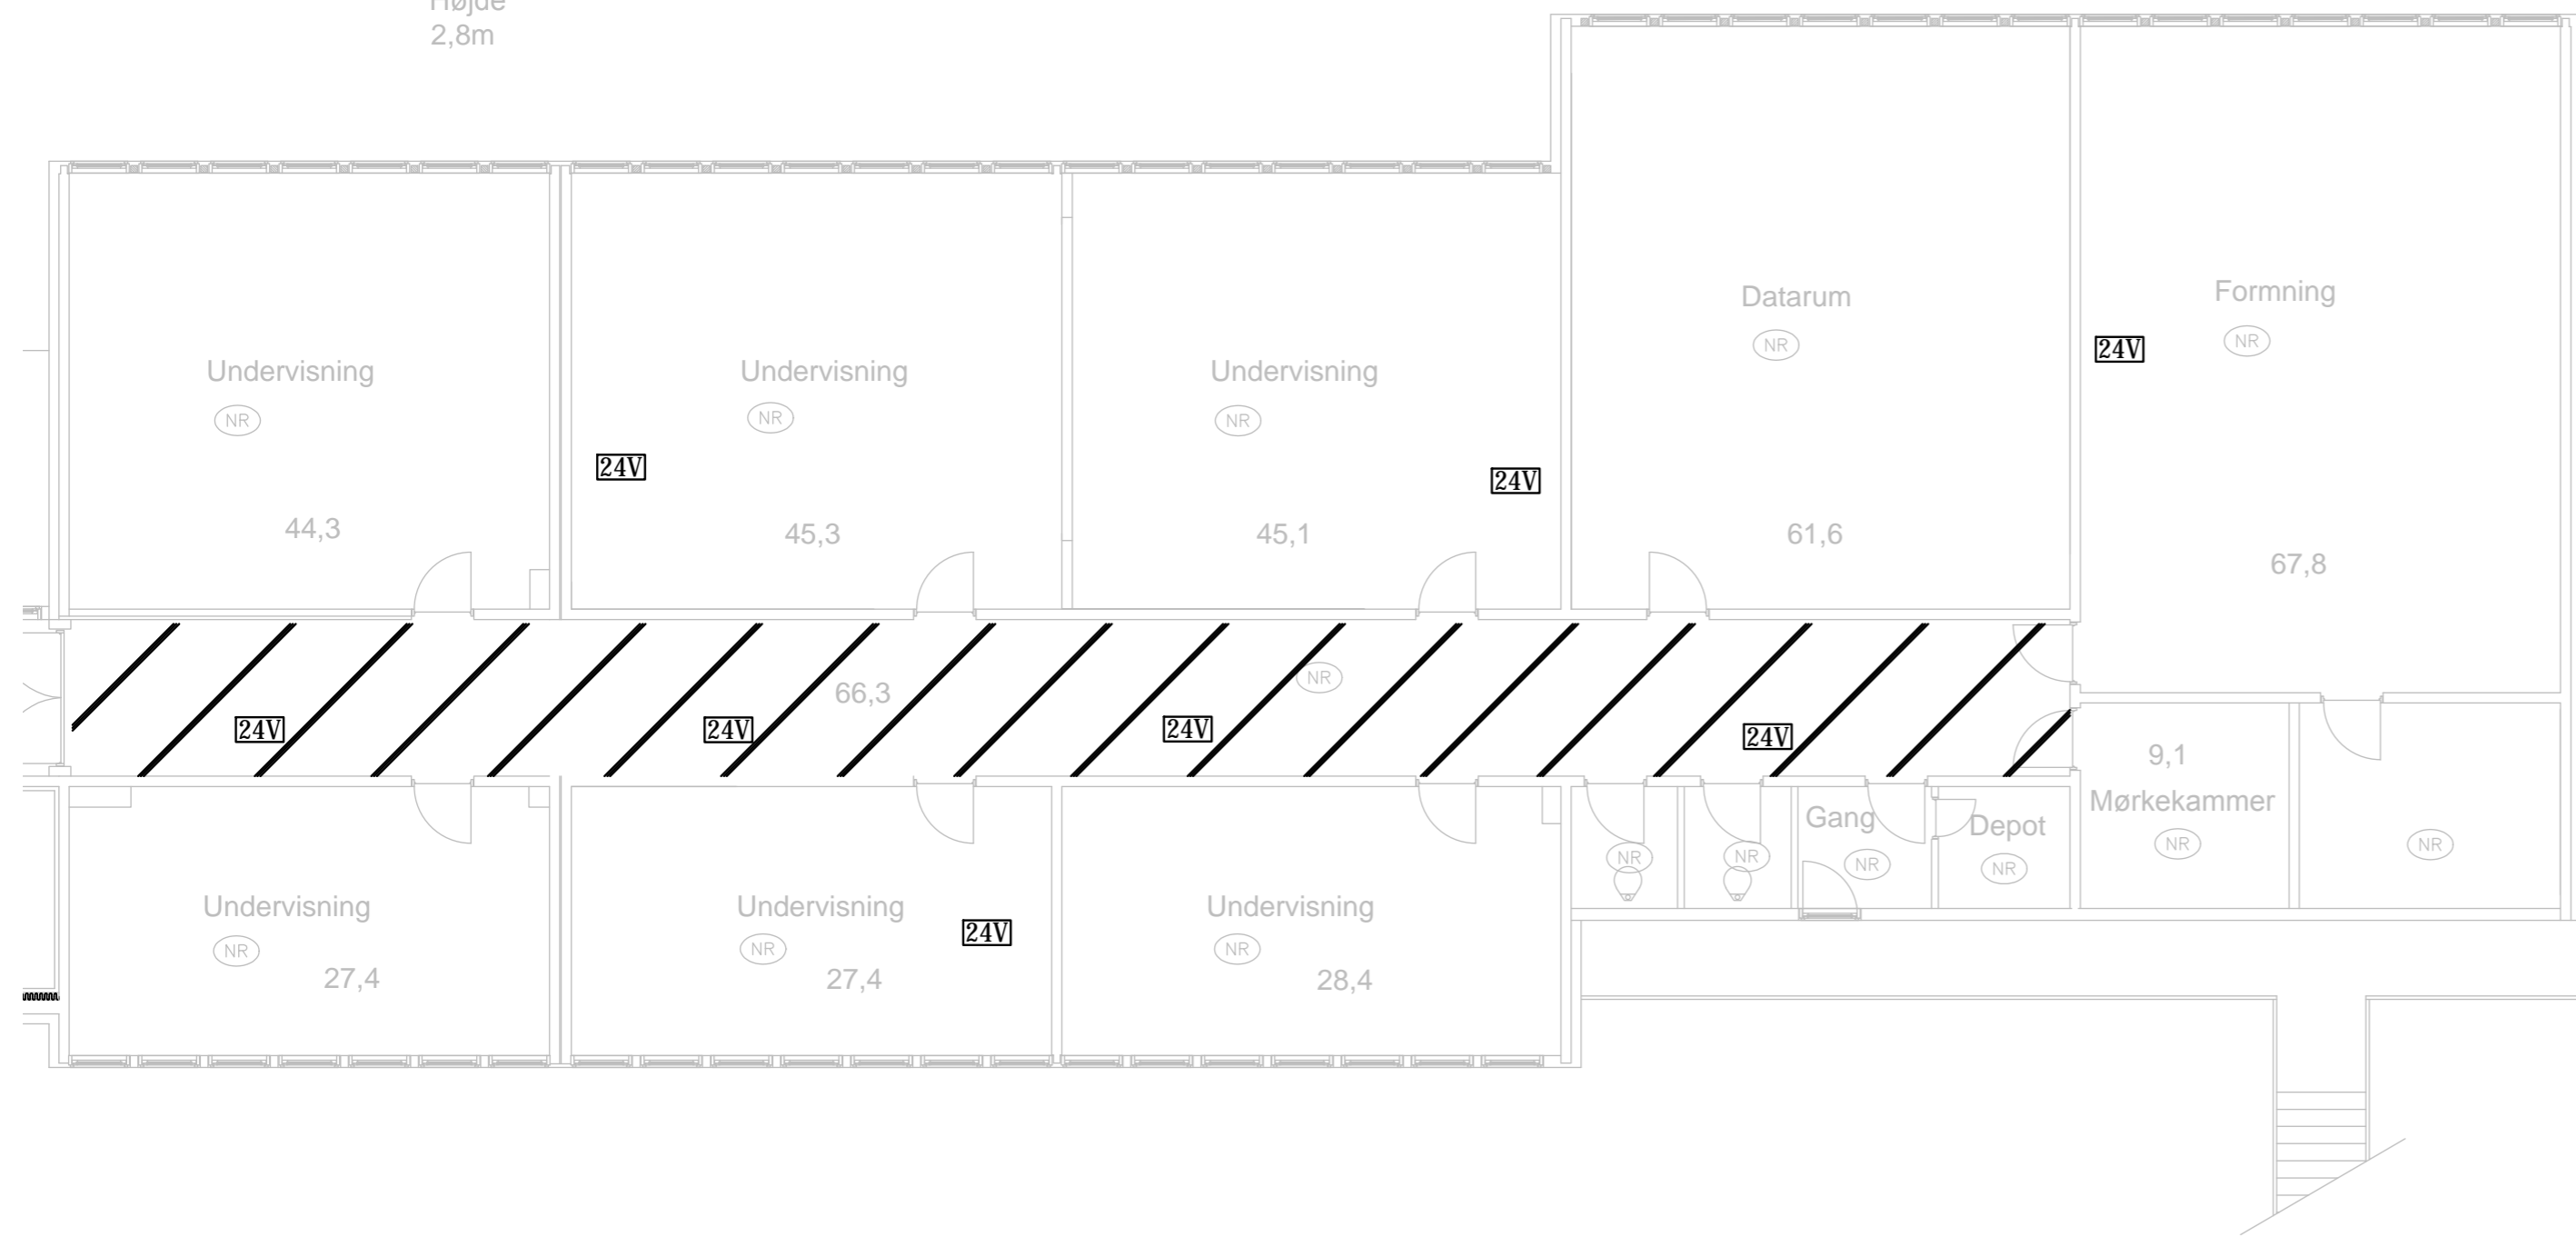 Højde
2,8m
Formning
Datarum
NR
NR
24V
Undervisning
Undervisning
Undervisning
NR
NR
NR
24V
24V
44,3
45,3
45,1
61,6
67,8
66,3
NR
24V
24V
24V
24V
9,1
Mørkekammer
Gang
Depot
NR
NR
NR
NR
NR
NR
Undervisning
Undervisning
Undervisning
24V
NR
NR
NR
27,4
27,4
28,4